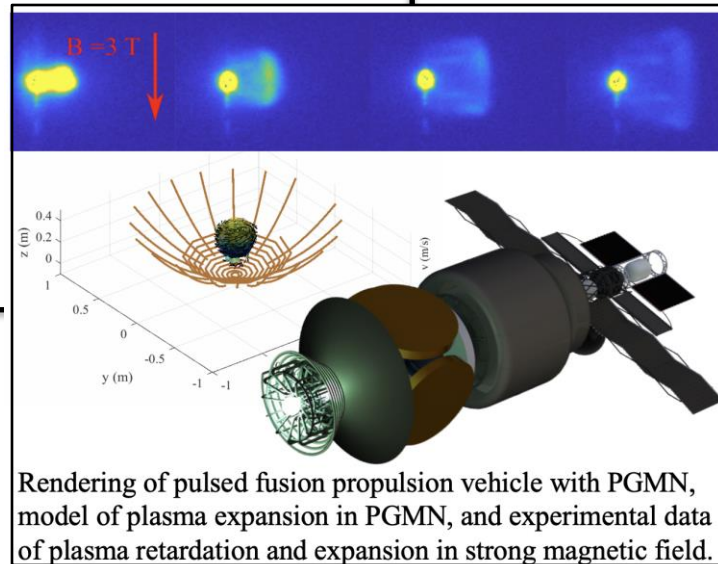 B =3 T
v (m/s)
0.4
0.2
0
z (m)
1
0.5
0
-0.5
-1
-1
y (m)
Rendering of pulsed fusion propulsion vehicle with PGMN,
model of plasma expansion in PGMN, and experimental data
of plasma retardation and expansion in strong magnetic field.